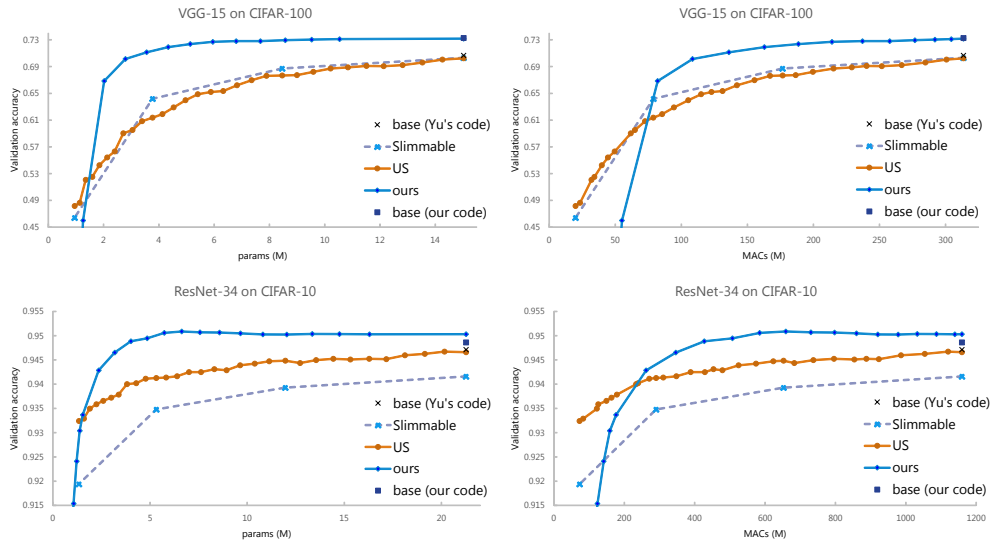 VGG-15 on CIFAR-100
Validation accuracy
0.73
0.69
0.65
0.61
0.57
0.53
0.49
0.45
0 2 4 6 8 10 12 14
params (M)
base (Yu's code)
Slimmable
US
ours
base (our code)
VGG-15 on CIFAR-100
Validation accuracy
0.73
0.69
0.65
0.61
0.57
0.53
0.49
0.45
0 50 100 150 200 250 300
MACs (M)
base (Yu's code)
Slimmable
US
ours
base (our code)
ResNet-34 on CIFAR-10
Validation accuracy
0.955
0.95
0.945
0.94
0.935
0.93
0.925
0.92
0.915
0 5 10 15 20
params (M)
base (Yu's code)
Slimmable
US
ours
base (our code)
ResNet-34 on CIFAR-10
Validation accuracy
0.955
0.95
0.945
0.94
0.935
0.93
0.925
0.92
0.915
0 200 400 600 800 1000 1200
MACs (M)
base (Yu's code)
Slimmable
US
ours
base (our code)